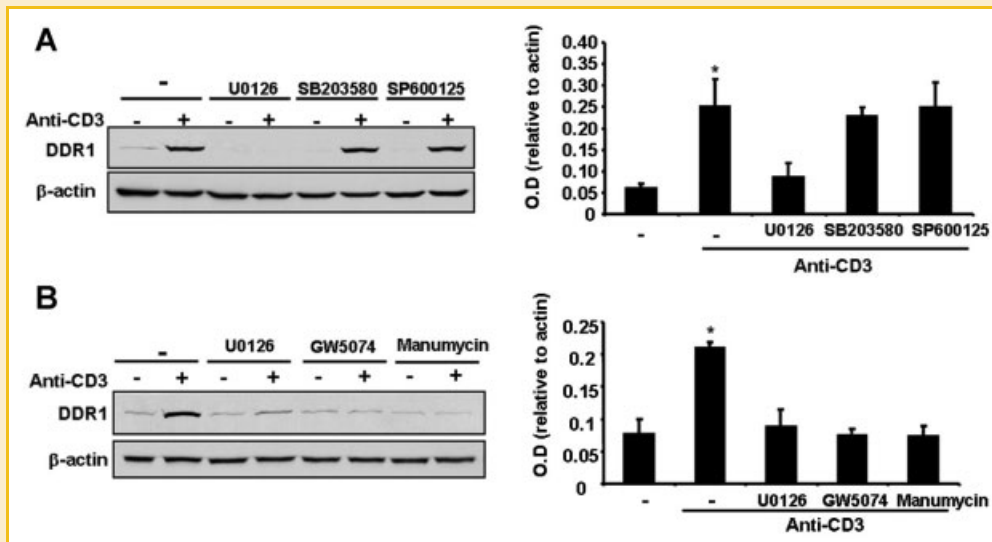 A
-
U0126
SB203580
SP600125
Anti-CD3
- + - + - + - +
DDR1
β-actin
O.D (relative to actin)
0.40
0.35
0.30
0.25
0.20
0.15
0.10
0.05
0
*
- - U0126 SB203580 SP600125
Anti-CD3
B
-
U0126
GW5074
Manumycin
Anti-CD3
- + - + - + - +
DDR1
β-actin
O.D (relative to actin)
0.25
0.2
0.15
0.1
0.05
0
*
- - U0126 GW5074 Manumycin
Anti-CD3